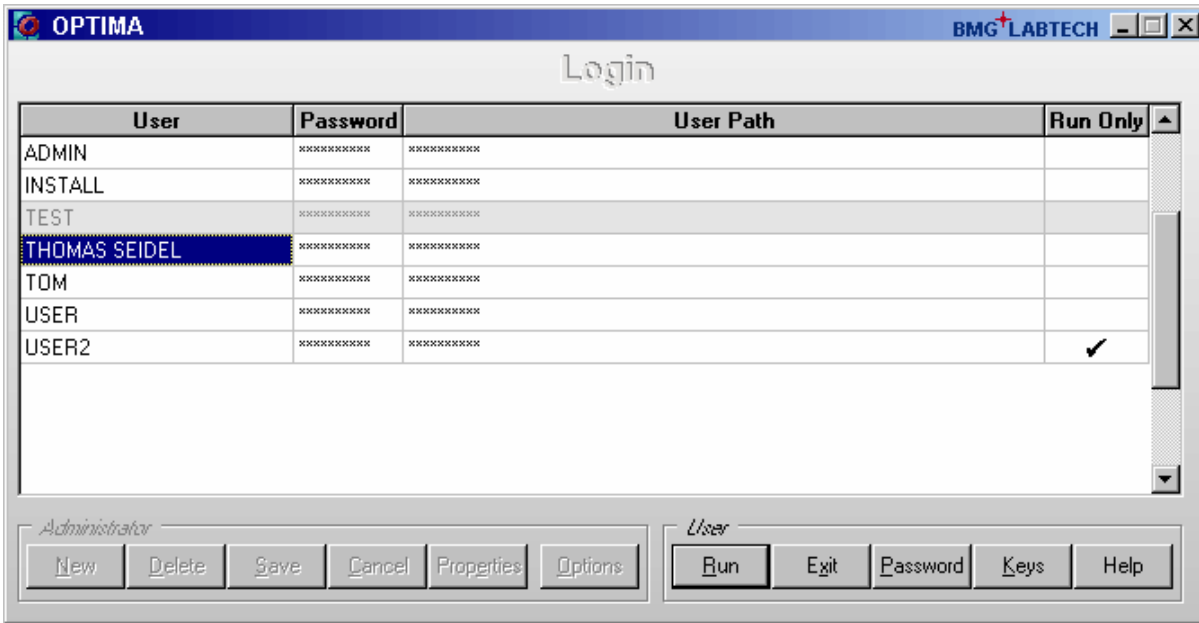 OPTIMA BMG LABTECH
Login
User Password User Path Run Only
ADMIN ********** **********
INSTALL ********** **********
TEST ********** **********
THOMAS SEIDEL ********** **********
TOM ********** **********
USER ********** **********
USER2 ********** ********** ✔
Administrator User
New Delete Save Cancel Properties Options Run Exit Password Keys Help